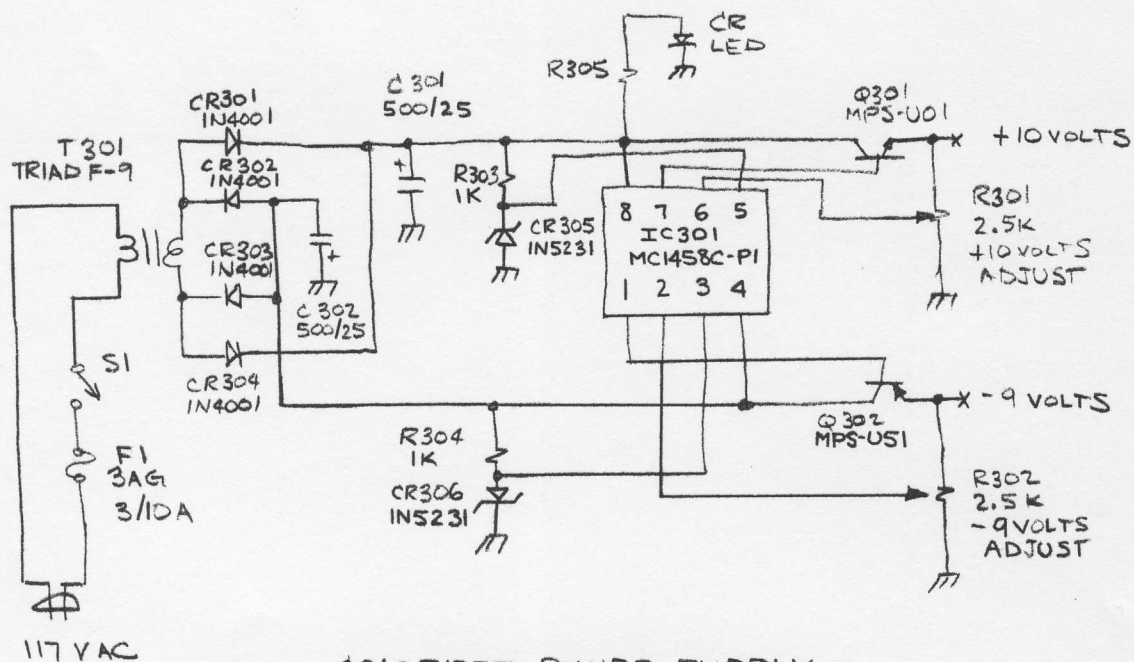 CR
LED
R305
C301
500/25
CR301
1N4001
Q301
MPS-U01
+10 VOLTS
T301
TRIAD F-9
CR302
1N4001
+
R303
1K
R301
2.5K
+10 VOLTS
ADJUST
8 7 6 5
IC301
MC1458C-P1
1 2 3 4
CR305
1N5231
CR303
1N4001
+
C302
500/25
S1
CR304
1N4001
-9 VOLTS
Q302
MPS-U51
R304
1K
F1
3AG
3/10A
CR306
1N5231
R302
2.5K
-9 VOLTS
ADJUST
117 VAC